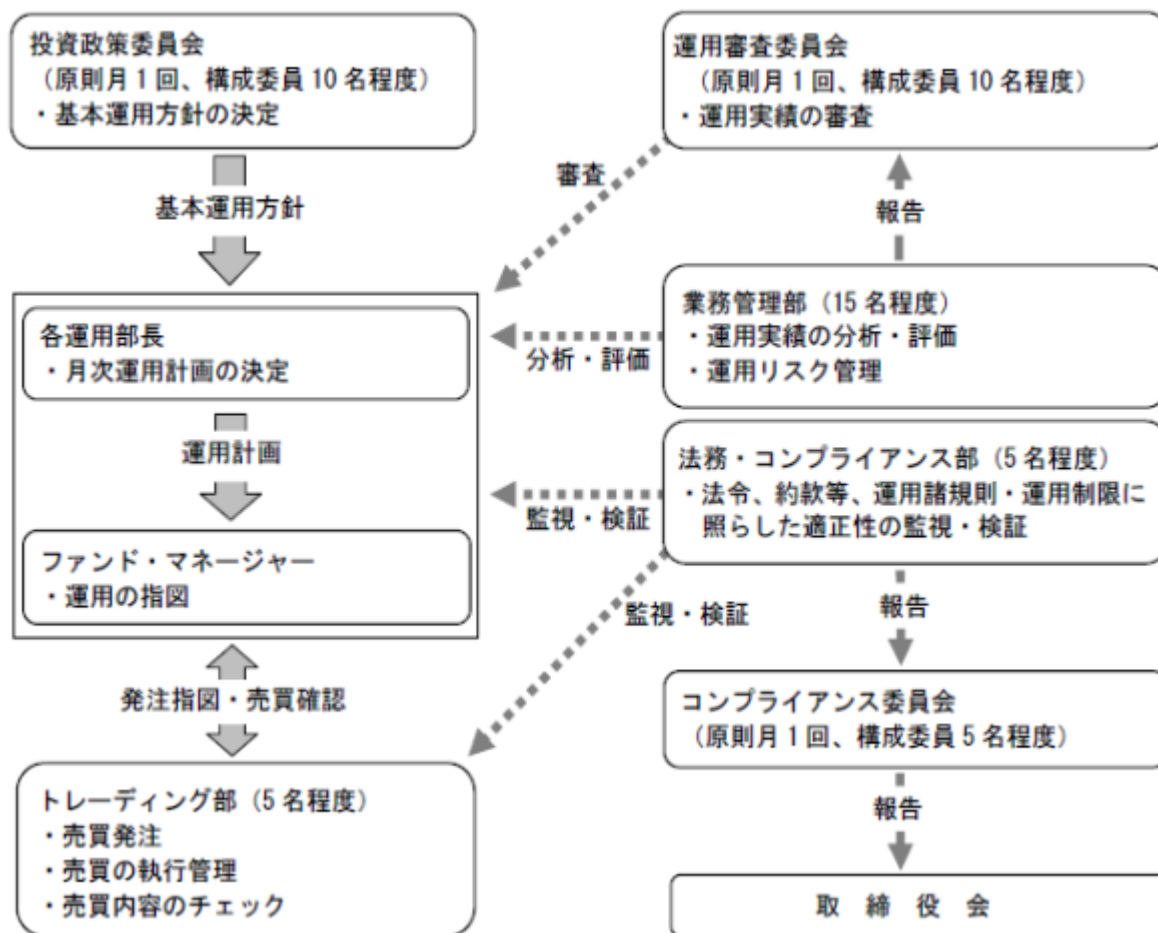 投資政策委員会
（原則月1回、構成委員10名程度）
・基本運用方針の決定
基本運用方針
各運用部長
・月次運用計画の決定
運用計画
ファンド・マネージャー
・運用の指図
発注指図・売買確認
トレーディング部（5名程度）
・売買発注
・売買の執行管理
・売買内容のチェック
運用審査委員会
（原則月1回、構成委員10名程度）
・運用実績の審査
審査
報告
業務管理部（15名程度）
・運用実績の分析・評価
・運用リスク管理
分析・評価
法務・コンプライアンス部（5名程度）
・法令、約款等、運用諸規則・運用制限に
照らした適正性の監視・検証
監視・検証
監視・検証
報告
コンプライアンス委員会
（原則月1回、構成委員5名程度）
報告
取 締 役 会